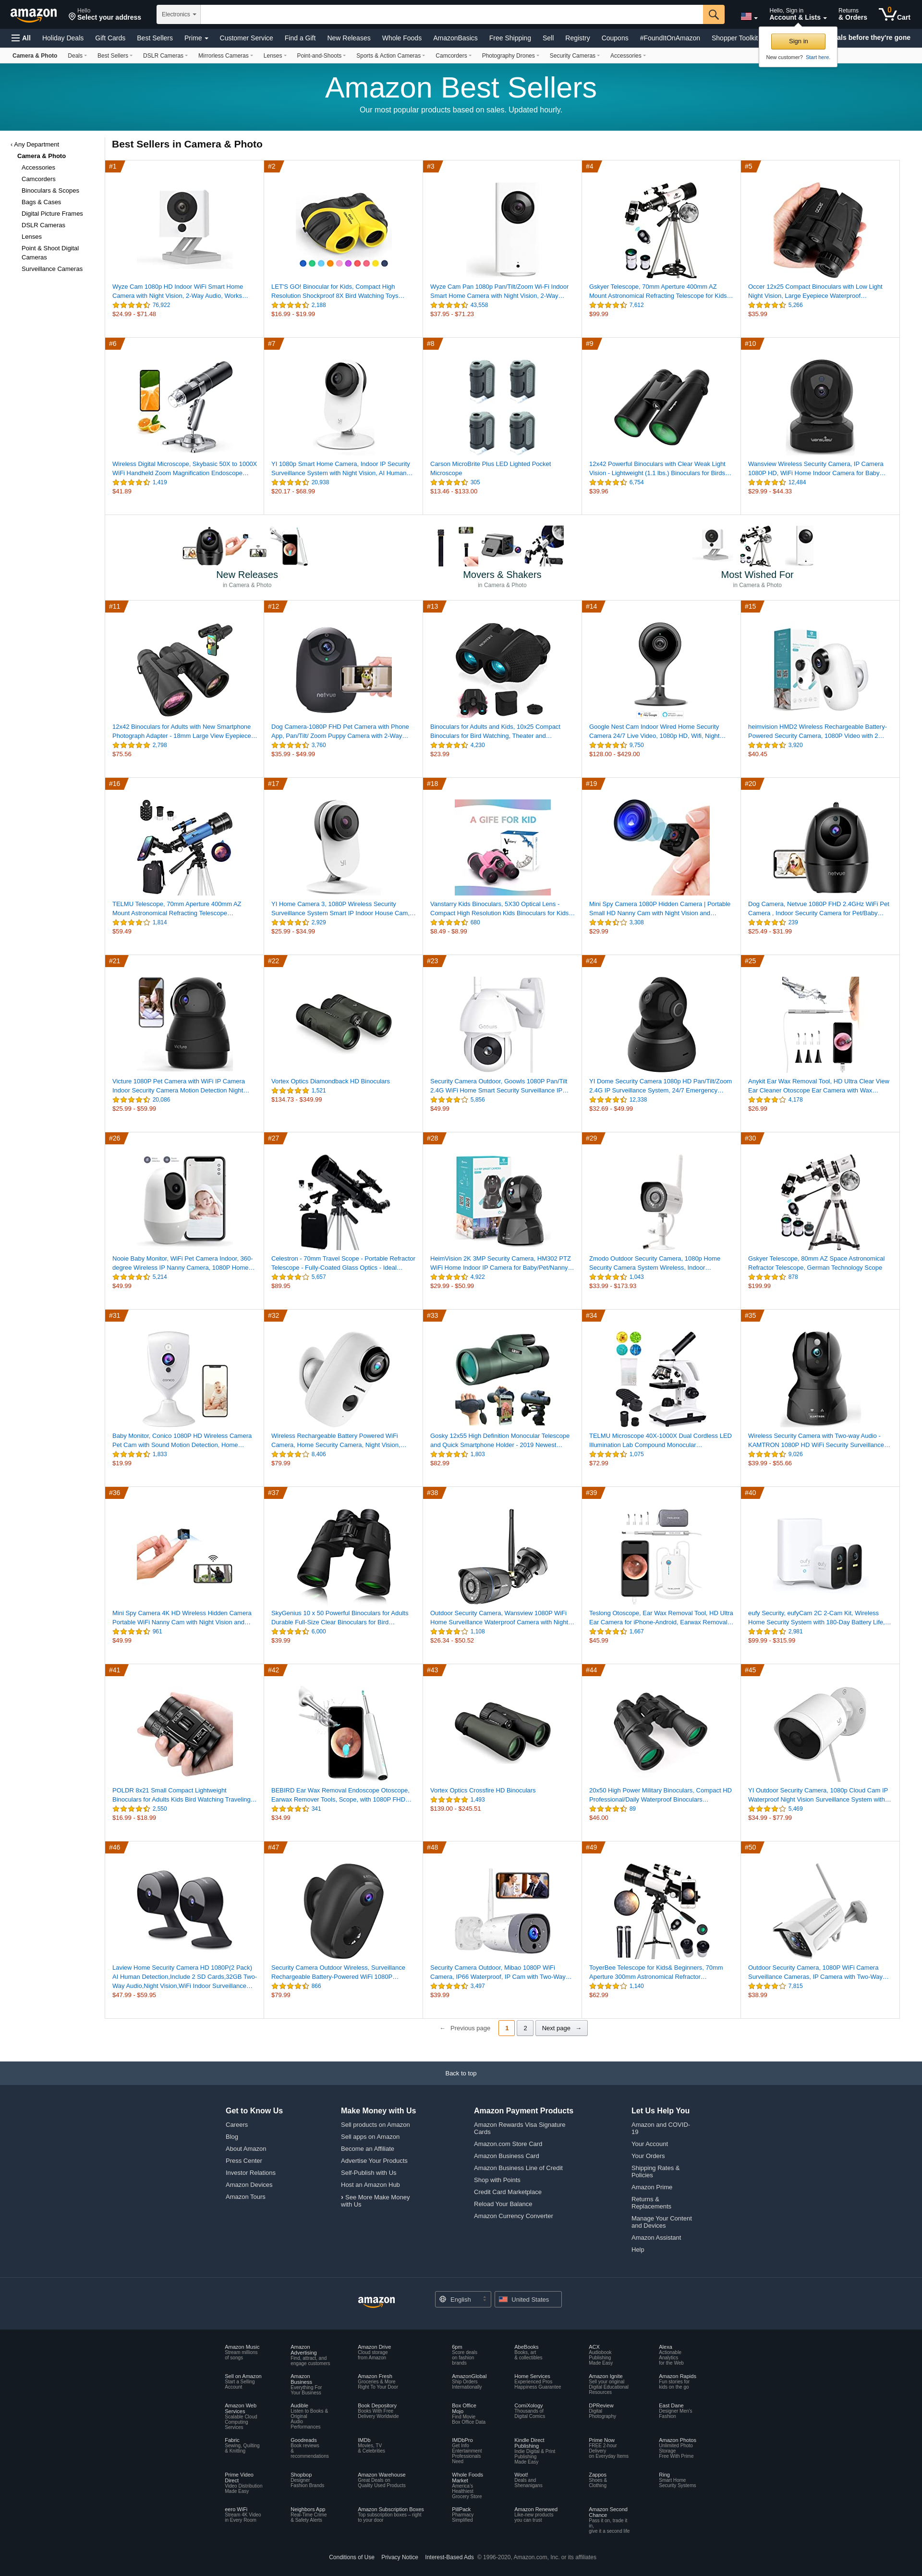 amazon
Hello
Select your address
Electronics
Hello, Sign in
Account & Lists
Returns
& Orders
0
Cart
All
Holiday Deals
Gift Cards
Best Sellers
Prime
Customer Service
Find a Gift
New Releases
Whole Foods
AmazonBasics
Free Shipping
Sell
Registry
Coupons
#FoundItOnAmazon
Shopper Toolkit
als before they're gone
Sign in
New customer? Start here.
Camera & Photo
Deals
Best Sellers
DSLR Cameras
Mirrorless Cameras
Lenses
Point-and-Shoots
Sports & Action Cameras
Camcorders
Photography Drones
Security Cameras
Accessories
Amazon Best Sellers
Our most popular products based on sales. Updated hourly.
‹ Any Department
Camera & Photo
Accessories
Camcorders
Binoculars & Scopes
Bags & Cases
Digital Picture Frames
DSLR Cameras
Lenses
Point & Shoot Digital
Cameras
Surveillance Cameras
Best Sellers in Camera & Photo
#1
Wyze Cam 1080p HD Indoor WiFi Smart Home
Camera with Night Vision, 2-Way Audio, Works…
76,922
$24.99 - $71.48
#2
LET'S GO! Binocular for Kids, Compact High
Resolution Shockproof 8X Bird Watching Toys…
2,188
$16.99 - $19.99
#3
Wyze Cam Pan 1080p Pan/Tilt/Zoom Wi-Fi Indoor
Smart Home Camera with Night Vision, 2-Way…
43,558
$37.95 - $71.23
#4
Gskyer Telescope, 70mm Aperture 400mm AZ
Mount Astronomical Refracting Telescope for Kids…
7,612
$99.99
#5
Occer 12x25 Compact Binoculars with Low Light
Night Vision, Large Eyepiece Waterproof…
5,266
$35.99
#6
Wireless Digital Microscope, Skybasic 50X to 1000X
WiFi Handheld Zoom Magnification Endoscope…
1,419
$41.89
#7
YI 1080p Smart Home Camera, Indoor IP Security
Surveillance System with Night Vision, AI Human…
20,938
$20.17 - $68.99
#8
Carson MicroBrite Plus LED Lighted Pocket
Microscope
305
$13.46 - $133.00
#9
12x42 Powerful Binoculars with Clear Weak Light
Vision - Lightweight (1.1 lbs.) Binoculars for Birds…
6,754
$39.96
#10
Wansview Wireless Security Camera, IP Camera
1080P HD, WiFi Home Indoor Camera for Baby…
12,484
$29.99 - $44.33
New Releases
in Camera & Photo
Movers & Shakers
in Camera & Photo
Most Wished For
in Camera & Photo
#11
12x42 Binoculars for Adults with New Smartphone
Photograph Adapter - 18mm Large View Eyepiece…
2,798
$75.56
#12
netvue
Dog Camera-1080P FHD Pet Camera with Phone
App, Pan/Tilt/ Zoom Puppy Camera with 2-Way…
3,760
$35.99 - $49.99
#13
Binoculars for Adults and Kids, 10x25 Compact
Binoculars for Bird Watching, Theater and…
4,230
$23.99
#14
Google Nest Cam Indoor Wired Home Security
Camera 24/7 Live Video, 1080p HD, Wifi, Night…
9,750
$128.00 - $429.00
#15
heimvision HMD2 Wireless Rechargeable Battery-
Powered Security Camera, 1080P Video with 2…
3,920
$40.45
#16
TELMU Telescope, 70mm Aperture 400mm AZ
Mount Astronomical Refracting Telescope…
1,814
$59.49
#17
YI Home Camera 3, 1080P Wireless Security
Surveillance System Smart IP Indoor House Cam,…
2,929
$25.99 - $34.99
#18
A GIFE FOR KID
Vanstarry Kids Binoculars, 5X30 Optical Lens -
Compact High Resolution Kids Binoculars for Kids…
680
$8.49 - $8.99
#19
Mini Spy Camera 1080P Hidden Camera | Portable
Small HD Nanny Cam with Night Vision and…
3,308
$29.99
#20
netvue
Dog Camera, Netvue 1080P FHD 2.4GHz WiFi Pet
Camera , Indoor Security Camera for Pet/Baby…
239
$25.49 - $31.99
#21
Victure 1080P Pet Camera with WiFi IP Camera
Indoor Security Camera Motion Detection Night…
20,086
$25.99 - $59.99
#22
Vortex Optics Diamondback HD Binoculars
1,521
$134.73 - $349.99
#23
Security Camera Outdoor, Goowls 1080P Pan/Tilt
2.4G WiFi Home Smart Security Surveillance IP…
5,856
$49.99
#24
YI Dome Security Camera 1080p HD Pan/Tilt/Zoom
2.4G IP Surveillance System, 24/7 Emergency…
12,338
$32.69 - $49.99
#25
Anykit Ear Wax Removal Tool, HD Ultra Clear View
Ear Cleaner Otoscope Ear Camera with Wax…
4,178
$26.99
#26
Nooie Baby Monitor, WiFi Pet Camera Indoor, 360-
degree Wireless IP Nanny Camera, 1080P Home…
5,214
$49.99
#27
Celestron - 70mm Travel Scope - Portable Refractor
Telescope - Fully-Coated Glass Optics - Ideal…
5,657
$89.95
#28
HeimVision 2K 3MP Security Camera, HM302 PTZ
WiFi Home Indoor IP Camera for Baby/Pet/Nanny…
4,922
$29.99 - $50.99
#29
Zmodo Outdoor Security Camera, 1080p Home
Security Camera System Wireless, Indoor…
1,043
$33.99 - $173.93
#30
Gskyer Telescope, 80mm AZ Space Astronomical
Refractor Telescope, German Technology Scope
878
$199.99
#31
Baby Monitor, Conico 1080P HD Wireless Camera
Pet Cam with Sound Motion Detection, Home…
1,833
$19.99
#32
Wireless Rechargeable Battery Powered WiFi
Camera, Home Security Camera, Night Vision,…
8,406
$79.99
#33
Gosky 12x55 High Definition Monocular Telescope
and Quick Smartphone Holder - 2019 Newest…
1,803
$82.99
#34
TELMU Microscope 40X-1000X Dual Cordless LED
Illumination Lab Compound Monocular…
1,075
$72.99
#35
Wireless Security Camera with Two-way Audio -
KAMTRON 1080P HD WiFi Security Surveillance…
9,026
$39.99 - $55.66
#36
Mini Spy Camera 4K HD Wireless Hidden Camera
Portable WiFi Nanny Cam with Night Vision and…
961
$49.99
#37
SkyGenius 10 x 50 Powerful Binoculars for Adults
Durable Full-Size Clear Binoculars for Bird…
6,000
$39.99
#38
Outdoor Security Camera, Wansview 1080P WiFi
Home Surveillance Waterproof Camera with Night…
1,108
$26.34 - $50.52
#39
Teslong Otoscope, Ear Wax Removal Tool, HD Ultra
Ear Camera for iPhone-Android, Earwax Removal…
1,667
$45.99
#40
eufy Security, eufyCam 2C 2-Cam Kit, Wireless
Home Security System with 180-Day Battery Life,…
2,981
$99.99 - $315.99
#41
POLDR 8x21 Small Compact Lightweight
Binoculars for Adults Kids Bird Watching Traveling…
2,550
$16.99 - $18.99
#42
BEBIRD Ear Wax Removal Endoscope Otoscope,
Earwax Remover Tools, Scope, with 1080P FHD…
341
$34.99
#43
Vortex Optics Crossfire HD Binoculars
1,493
$139.00 - $245.51
#44
20x50 High Power Military Binoculars, Compact HD
Professional/Daily Waterproof Binoculars…
89
$46.00
#45
YI Outdoor Security Camera, 1080p Cloud Cam IP
Waterproof Night Vision Surveillance System with…
5,469
$34.99 - $77.99
#46
Laview Home Security Camera HD 1080P(2 Pack)
AI Human Detection,Include 2 SD Cards,32GB Two-
Way Audio,Night Vision,WiFi Indoor Surveillance…
$47.99 - $59.95
#47
Security Camera Outdoor Wireless, Surveillance
Rechargeable Battery-Powered WiFi 1080P…
866
$79.99
#48
Security Camera Outdoor, Mibao 1080P WiFi
Camera, IP66 Waterproof, IP Cam with Two-Way…
3,497
$39.99
#49
ToyerBee Telescope for Kids& Beginners, 70mm
Aperture 300mm Astronomical Refractor…
1,140
$62.99
#50
Outdoor Security Camera, 1080P WiFi Camera
Surveillance Cameras, IP Camera with Two-Way…
7,815
$38.99
← Previous page
1
2
Next page →
Back to top
Get to Know Us
Careers
Blog
About Amazon
Press Center
Investor Relations
Amazon Devices
Amazon Tours
Make Money with Us
Sell products on Amazon
Sell apps on Amazon
Become an Affiliate
Advertise Your Products
Self-Publish with Us
Host an Amazon Hub
› See More Make Money
with Us
Amazon Payment Products
Amazon Rewards Visa Signature
Cards
Amazon.com Store Card
Amazon Business Card
Amazon Business Line of Credit
Shop with Points
Credit Card Marketplace
Reload Your Balance
Amazon Currency Converter
Let Us Help You
Amazon and COVID-
19
Your Account
Your Orders
Shipping Rates &
Policies
Amazon Prime
Returns &
Replacements
Manage Your Content
and Devices
Amazon Assistant
Help
amazon
English
United States
Amazon Music
Stream millions
of songs
Amazon
Advertising
Find, attract, and
engage customers
Amazon Drive
Cloud storage
from Amazon
6pm
Score deals
on fashion
brands
AbeBooks
Books, art
& collectibles
ACX
Audiobook
Publishing
Made Easy
Alexa
Actionable
Analytics
for the Web
Sell on Amazon
Start a Selling
Account
Amazon
Business
Everything For
Your Business
Amazon Fresh
Groceries & More
Right To Your Door
AmazonGlobal
Ship Orders
Internationally
Home Services
Experienced Pros
Happiness Guarantee
Amazon Ignite
Sell your original
Digital Educational
Resources
Amazon Rapids
Fun stories for
kids on the go
Amazon Web
Services
Scalable Cloud
Computing
Services
Audible
Listen to Books &
Original
Audio
Performances
Book Depository
Books With Free
Delivery Worldwide
Box Office
Mojo
Find Movie
Box Office Data
ComiXology
Thousands of
Digital Comics
DPReview
Digital
Photography
East Dane
Designer Men's
Fashion
Fabric
Sewing, Quilting
& Knitting
Goodreads
Book reviews
&
recommendations
IMDb
Movies, TV
& Celebrities
IMDbPro
Get Info
Entertainment
Professionals
Need
Kindle Direct
Publishing
Indie Digital & Print
Publishing
Made Easy
Prime Now
FREE 2-hour
Delivery
on Everyday Items
Amazon Photos
Unlimited Photo
Storage
Free With Prime
Prime Video
Direct
Video Distribution
Made Easy
Shopbop
Designer
Fashion Brands
Amazon Warehouse
Great Deals on
Quality Used Products
Whole Foods
Market
America's
Healthiest
Grocery Store
Woot!
Deals and
Shenanigans
Zappos
Shoes &
Clothing
Ring
Smart Home
Security Systems
eero WiFi
Stream 4K Video
in Every Room
Neighbors App
Real-Time Crime
& Safety Alerts
Amazon Subscription Boxes
Top subscription boxes – right
to your door
PillPack
Pharmacy
Simplified
Amazon Renewed
Like-new products
you can trust
Amazon Second
Chance
Pass it on, trade it
in,
give it a second life
Conditions of Use
Privacy Notice
Interest-Based Ads
© 1996-2020, Amazon.com, Inc. or its affiliates